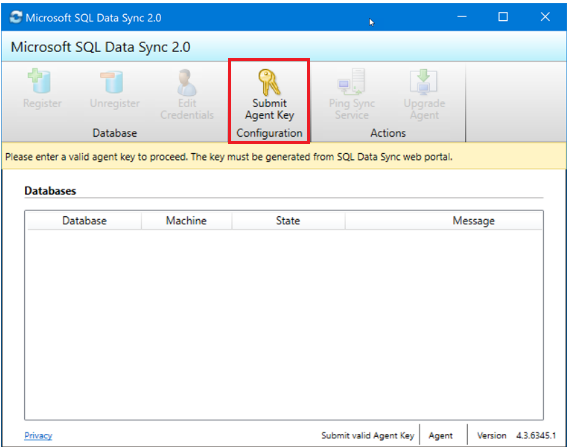 Microsoft SQL Data Sync 2.0
Microsoft SQL Data Sync 2.0
Register
Unregister
Edit
Credentials
Submit
Agent Key
Ping Sync
Service
Upgrade
Agent
Database
Configuration
Actions
Please enter a valid agent key to proceed. The key must be generated from SQL Data Sync web portal.
Databases
Database Machine State Message
Privacy Submit valid Agent Key Agent Version 4.3.6345.1